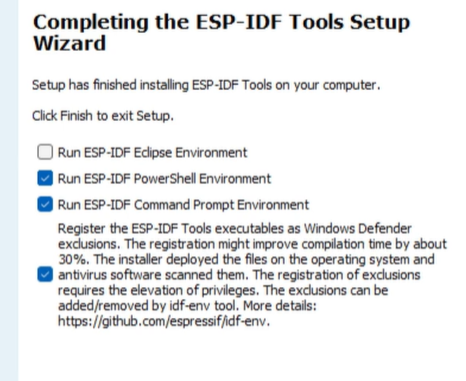 Completing the ESP-IDF Tools Setup
Wizard
Setup has finished installing ESP-IDF Tools on your computer.
Click Finish to exit Setup.
Run ESP-IDF Eclipse Environment
Run ESP-IDF PowerShell Environment
Run ESP-IDF Command Prompt Environment
Register the ESP-IDF Tools executables as Windows Defender
exclusions. The registration might improve compilation time by about
30%. The installer deployed the files on the operating system and
antivirus software scanned them. The registration of exclusions
requires the elevation of privileges. The exclusions can be
added/removed by idf-env tool. More details:
https://github.com/espressif/idf-env.